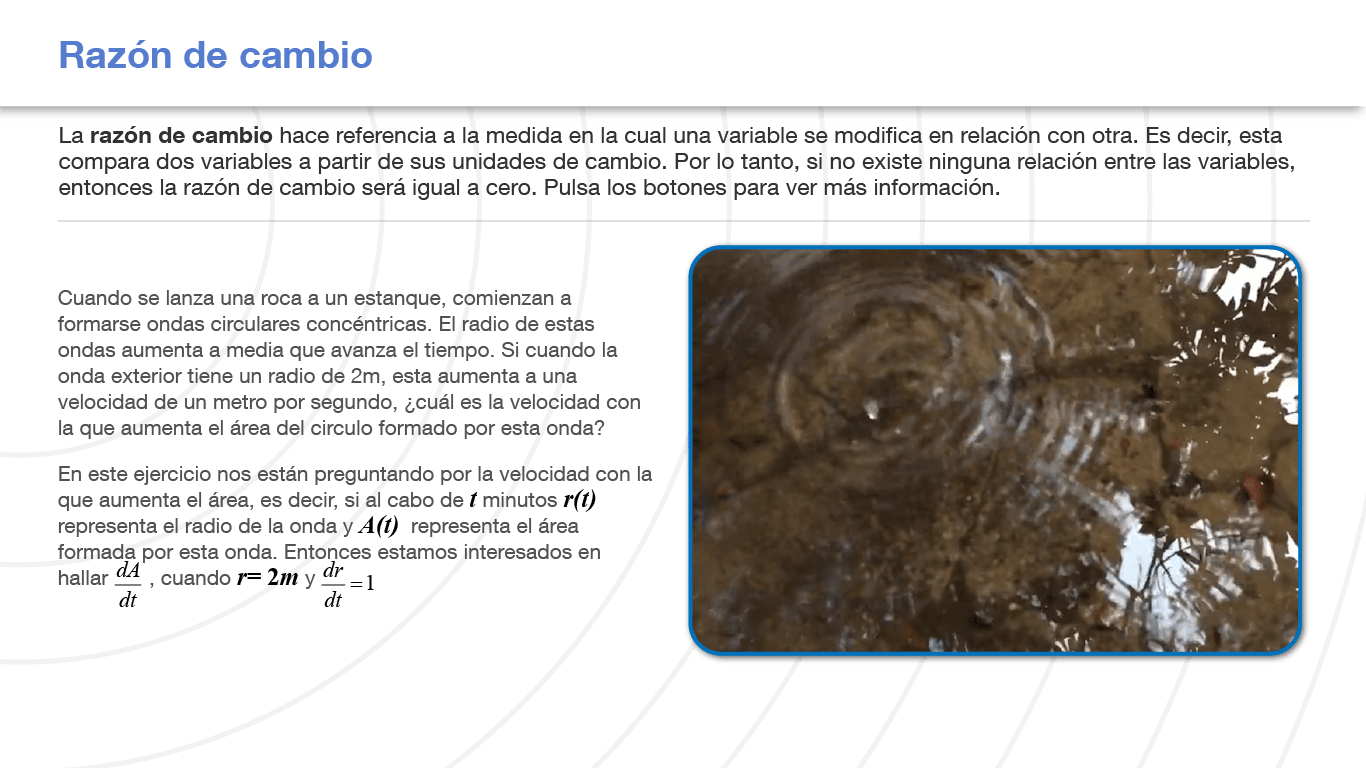 Razón de cambio
La razón de cambio hace referencia a la medida en la cual una variable se modifica en relación con otra. Es decir, esta
compara dos variables a partir de sus unidades de cambio. Por lo tanto, si no existe ninguna relación entre las variables,
entonces la razón de cambio será igual a cero. Pulsa los botones para ver más información.
Cuando se lanza una roca a un estanque, comienzan a
formarse ondas circulares concéntricas. El radio de estas
ondas aumenta a media que avanza el tiempo. Si cuando la
onda exterior tiene un radio de 2m, esta aumenta a una
velocidad de un metro por segundo, ¿cuál es la velocidad con
la que aumenta el área del circulo formado por esta onda?
En este ejercicio nos están preguntando por la velocidad con la
que aumenta el área, es decir, si al cabo de t minutos r(t)
representa el radio de la onda y A(t) representa el área
formada por esta onda. Entonces estamos interesados en
hallar dA/dt , cuando r= 2m y dr/dt =1